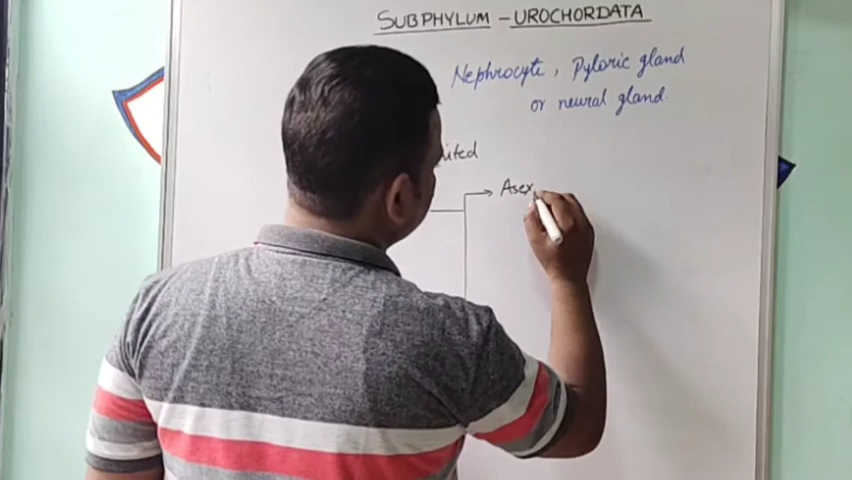 SUBPHYLUM - UROCHORDATA
Nephrocyte, Pyloric gland
or neural gland.
ited
Asex